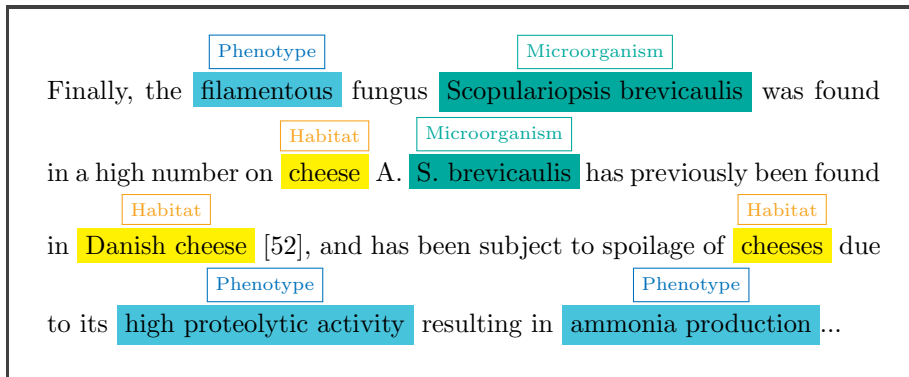 Phenotype Microorganism
Finally, the filamentous fungus Scopulariopsis brevicaulis was found
Habitat Microorganism
in a high number on cheese A. S. brevicaulis has previously been found
Habitat Habitat
in Danish cheese [52], and has been subject to spoilage of cheeses due
Phenotype Phenotype
to its high proteolytic activity resulting in ammonia production...